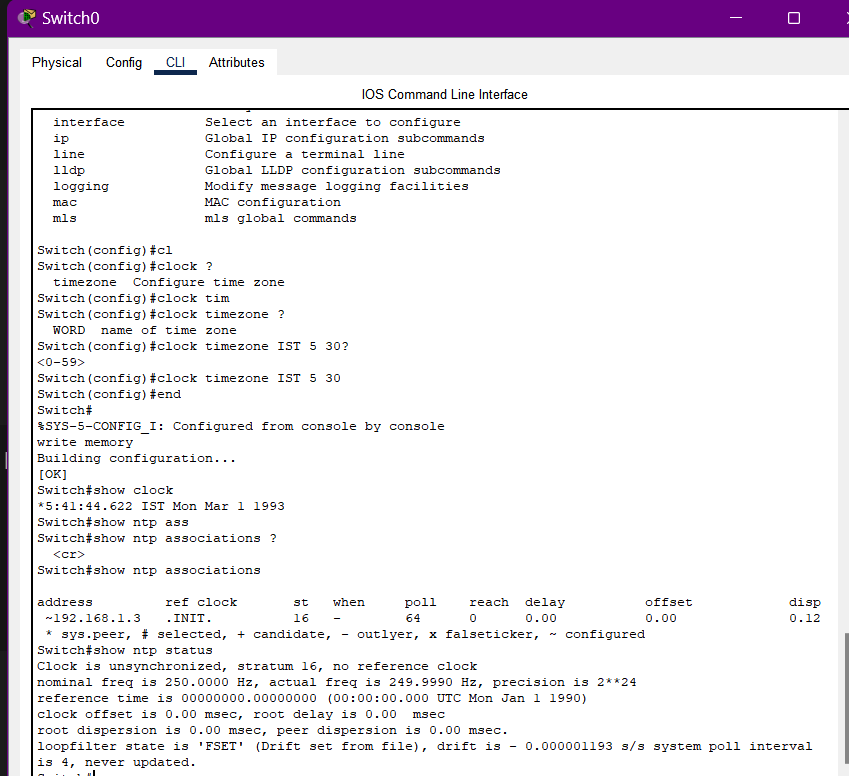 Switch0
Physical Config CLI Attributes
IOS Command Line Interface
interface Select an interface to configure
ip Global IP configuration subcommands
line Configure a terminal line
lldp Global LLDP configuration subcommands
logging Modify message logging facilities
mac MAC configuration
mls mls global commands
Switch(config)#cl
Switch(config)#clock ?
timezone Configure time zone
Switch(config)#clock tim
Switch(config)#clock timezone ?
WORD name of time zone
Switch(config)#clock timezone IST 5 30?
<0-59>
Switch(config)#clock timezone IST 5 30
Switch(config)#end
Switch#
%SYS-5-CONFIG_I: Configured from console by console
write memory
Building configuration...
[OK]
Switch#show clock
*5:41:44.622 IST Mon Mar 1 1993
Switch#show ntp ass
Switch#show ntp associations ?
<cr>
Switch#show ntp associations
address ref clock st when poll reach delay offset disp
~192.168.1.3 .INIT. 16 - 64 0 0.00 0.00 0.12
* sys.peer, # selected, + candidate, - outlyer, x falseticker, ~ configured
Switch#show ntp status
Clock is unsynchronized, stratum 16, no reference clock
nominal freq is 250.0000 Hz, actual freq is 249.9990 Hz, precision is 2**24
reference time is 00000000.00000000 (00:00:00.000 UTC Mon Jan 1 1990)
clock offset is 0.00 msec, root delay is 0.00 msec
root dispersion is 0.00 msec, peer dispersion is 0.00 msec.
loopfilter state is 'FSET' (Drift set from file), drift is - 0.000001193 s/s system poll interval
is 4, never updated.
Switch#